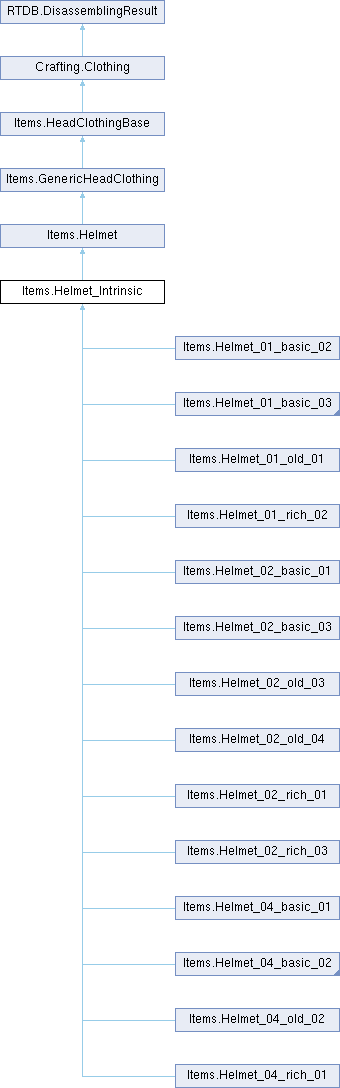 RTDB.DisassemblingResult
Crafting.Clothing
Items.HeadClothingBase
Items.GenericHeadClothing
Items.Helmet
Items.Helmet_Intrinsic
Items.Helmet_01_basic_02
Items.Helmet_01_basic_03
Items.Helmet_01_old_01
Items.Helmet_01_rich_02
Items.Helmet_02_basic_01
Items.Helmet_02_basic_03
Items.Helmet_02_old_03
Items.Helmet_02_old_04
Items.Helmet_02_rich_01
Items.Helmet_02_rich_03
Items.Helmet_04_basic_01
Items.Helmet_04_basic_02
Items.Helmet_04_old_02
Items.Helmet_04_rich_01